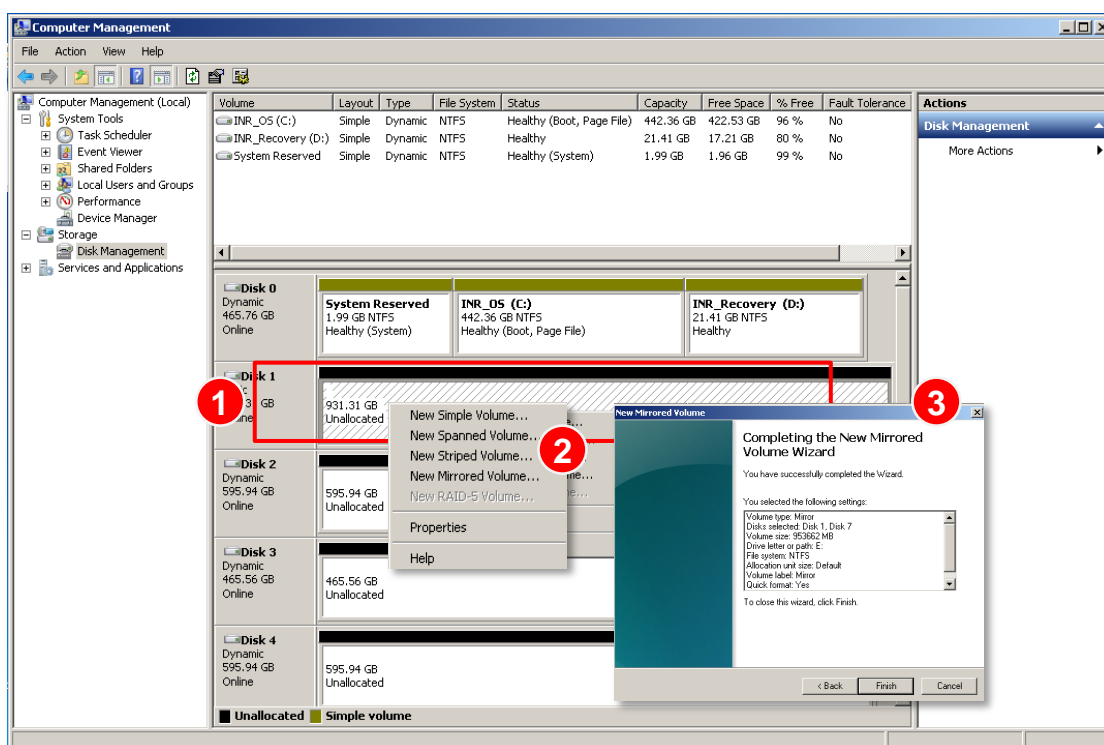 Computer Management
File Action View Help
Computer Management (Local)
System Tools
Task Scheduler
Event Viewer
Shared Folders
Local Users and Groups
Performance
Device Manager
Storage
Disk Management
Services and Applications
Volume Layout Type File System Status Capacity Free Space % Free Fault Tolerance
INR_OS (C:) Simple Dynamic NTFS Healthy (Boot, Page File) 442.36 GB 422.53 GB 96 % No
INR_Recovery (D:) Simple Dynamic NTFS Healthy 21.41 GB 17.21 GB 80 % No
System Reserved Simple Dynamic NTFS Healthy (System) 1.99 GB 1.96 GB 99 % No
Actions
Disk Management
More Actions
Disk 0
Dynamic
465.76 GB
Online
System Reserved
1.99 GB NTFS
Healthy (System)
INR_OS (C:)
442.36 GB NTFS
Healthy (Boot, Page File)
INR_Recovery (D:)
21.41 GB NTFS
Healthy
1
Disk 1
GB
931.31 GB
Unallocated
2
New Simple Volume...
New Spanned Volume...
New Striped Volume...
New Mirrored Volume...
New RAID-5 Volume...
Properties
Help
Disk 2
Dynamic
595.94 GB
Online
595.94 GB
Unallocated
Disk 3
Dynamic
465.56 GB
Online
465.56 GB
Unallocated
Disk 4
Dynamic
595.94 GB
Online
595.94 GB
Unallocated
Unallocated Simple volume
3
New Mirrored Volume
Completing the New Mirrored
Volume Wizard
You have successfully completed the Wizard.
You selected the following settings:
Volume type: Mirror
Disks selected: Disk 1, Disk 7
Volume size: 953662 MB
Drive letter or path: E:
File system: NTFS
Allocation unit size: Default
Volume label: Mirror
Quick format: Yes
To close this wizard, click Finish.
< Back Finish Cancel